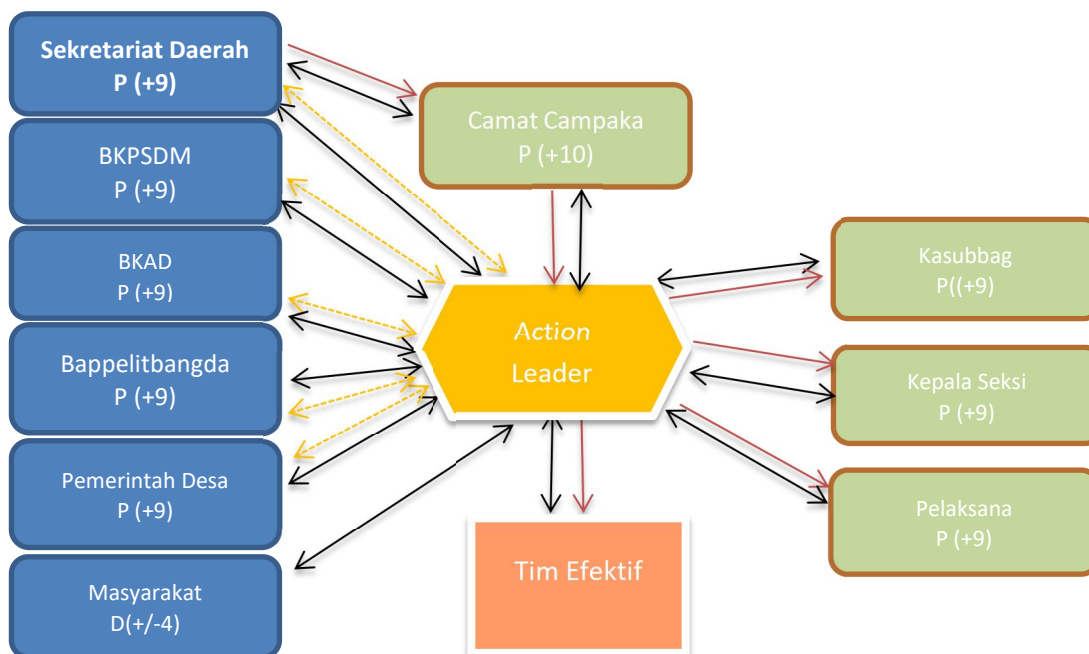 Sekretariat Daerah
P (+9)
BKPSDM
P (+9)
BKAD
P (+9)
Bappelitbangda
P (+9)
Pemerintah Desa
P (+9)
Masyarakat
D(+/-4)
Camat Campaka
P (+10)
Action
Leader
Tim Efektif
Kasubbag
P((+9)
Kepala Seksi
P (+9)
Pelaksana
P (+9)